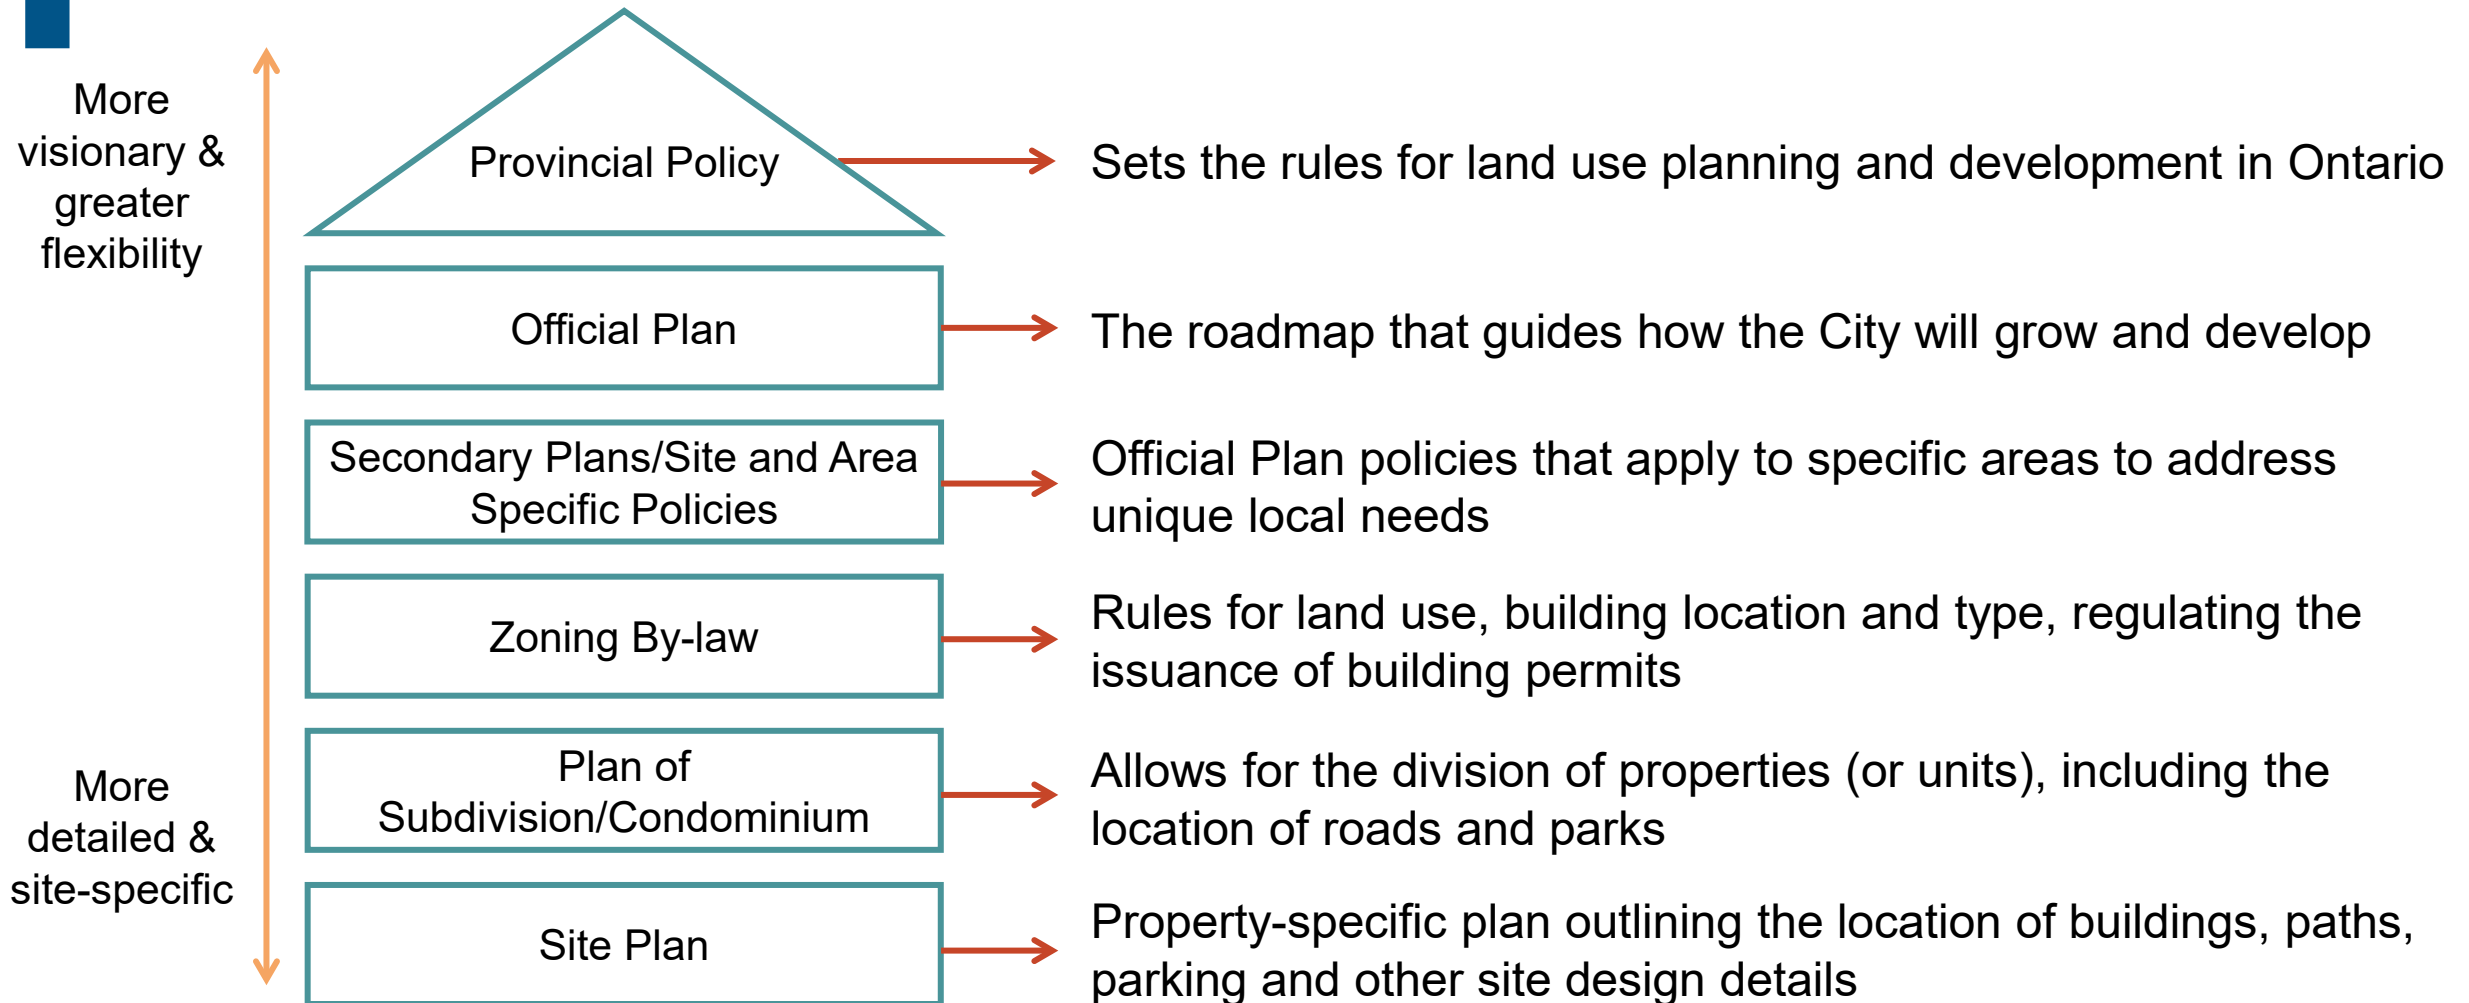 More
visionary &
greater
flexibility
Provincial Policy
Sets the rules for land use planning and development in Ontario
Official Plan
The roadmap that guides how the City will grow and develop
Secondary Plans/Site and Area
Specific Policies
Official Plan policies that apply to specific areas to address
unique local needs
Zoning By-law
Rules for land use, building location and type, regulating the
issuance of building permits
More
detailed &
site-specific
Plan of
Subdivision/Condominium
Allows for the division of properties (or units), including the
location of roads and parks
Site Plan
Property-specific plan outlining the location of buildings, paths,
parking and other site design details